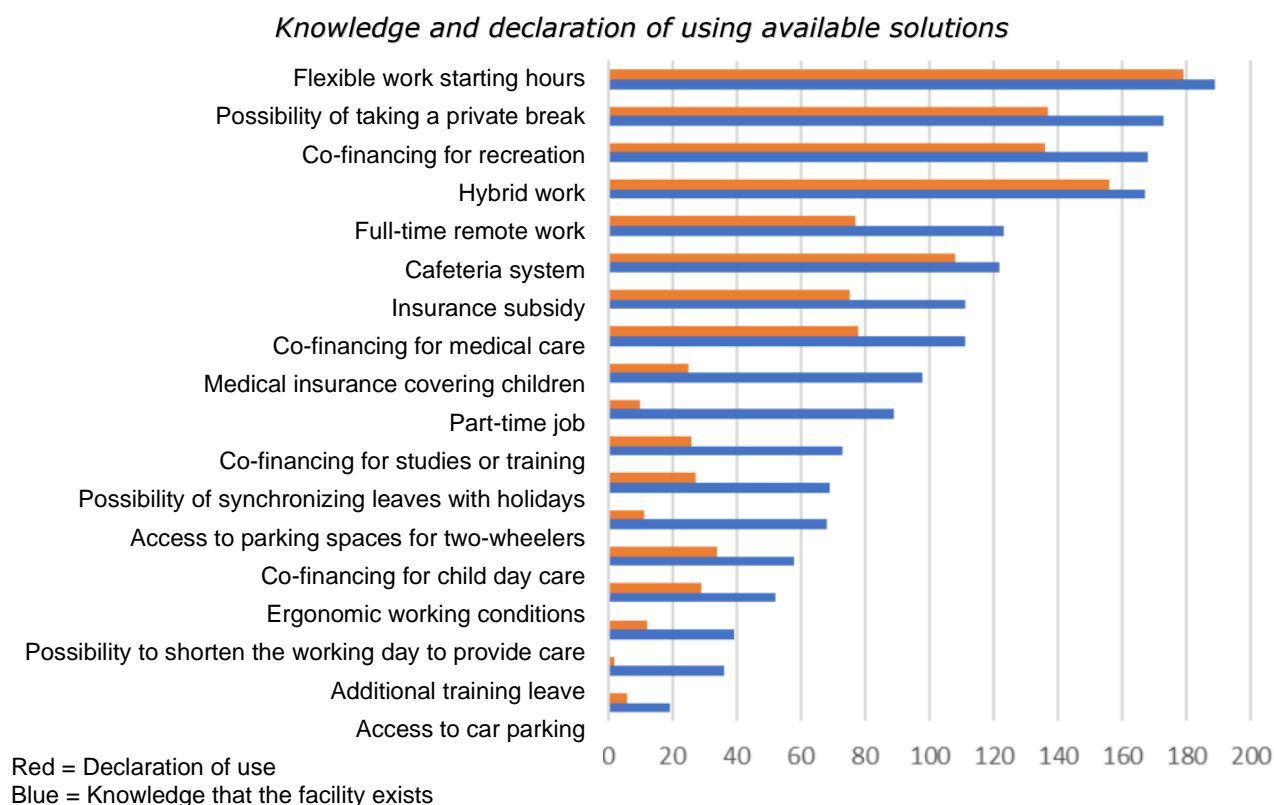 Knowledge and declaration of using available solutions
Flexible work starting hours
Possibility of taking a private break
Co-financing for recreation
Hybrid work
Full-time remote work
Cafeteria system
Insurance subsidy
Co-financing for medical care
Medical insurance covering children
Part-time job
Co-financing for studies or training
Possibility of synchronizing leaves with holidays
Access to parking spaces for two-wheelers
Co-financing for child day care
Ergonomic working conditions
Possibility to shorten the working day to provide care
Additional training leave
Access to car parking
0 20 40 60 80 100 120 140 160 180 200
Red = Declaration of use
Blue = Knowledge that the facility exists